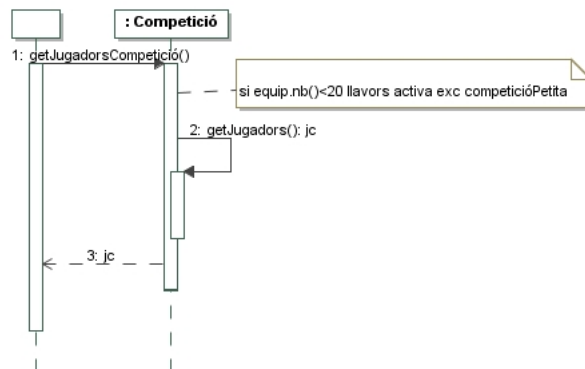 : Competició
1: getJugadorsCompetició()
si equip.nb()<20 llavors activa exc competicióPetita
2: getJugadors(): jc
3: jc